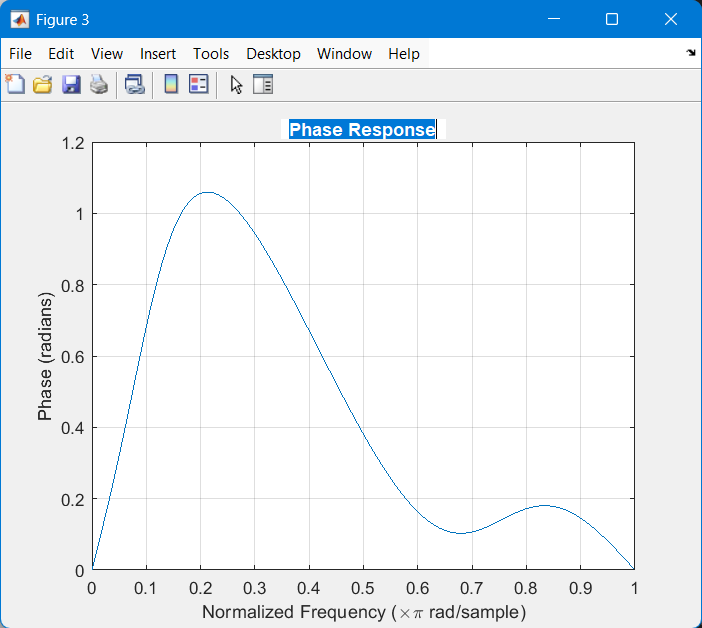 Figure 3
File Edit View Insert Tools Desktop Window Help
Phase Response
1.2
1
0.8
0.6
0.4
0.2
0
Phase (radians)
0 0.1 0.2 0.3 0.4 0.5 0.6 0.7 0.8 0.9 1
Normalized Frequency (×π rad/sample)